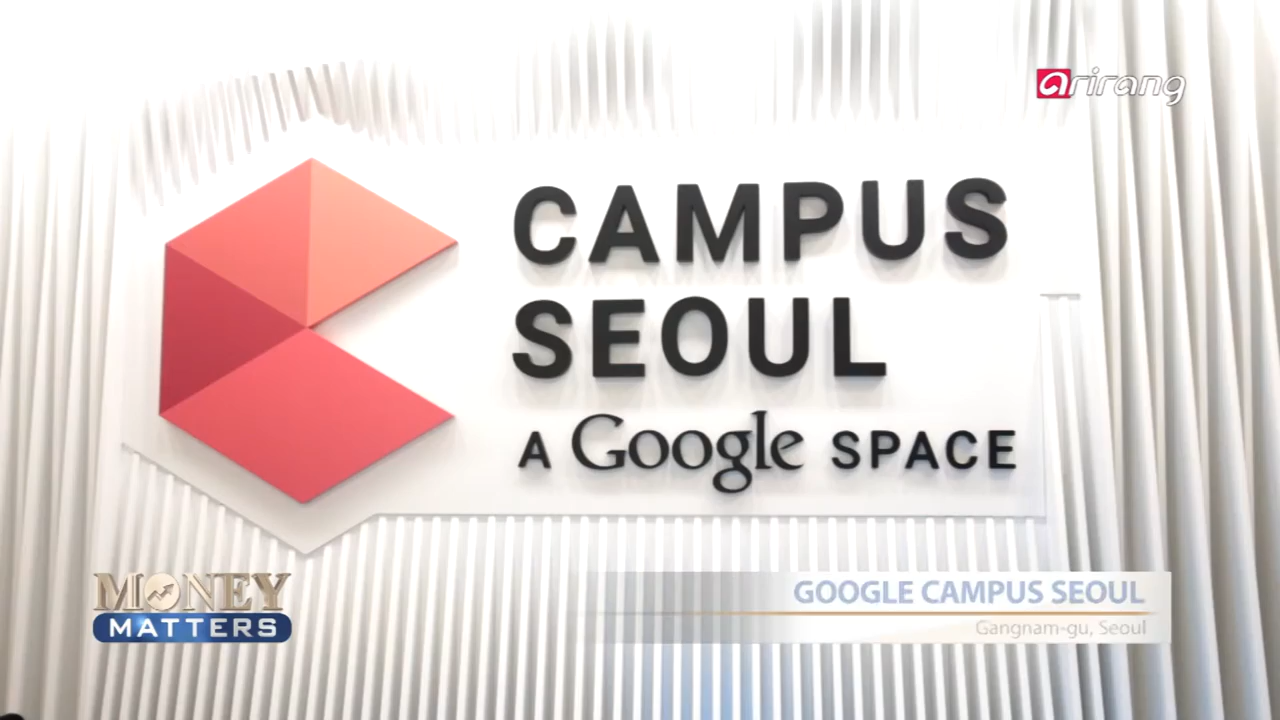 arirang
CAMPUS
SEOUL
A Google SPACE
MONEY
MATTERS
GOOGLE CAMPUS SEOUL
Gangnam-gu, Seoul